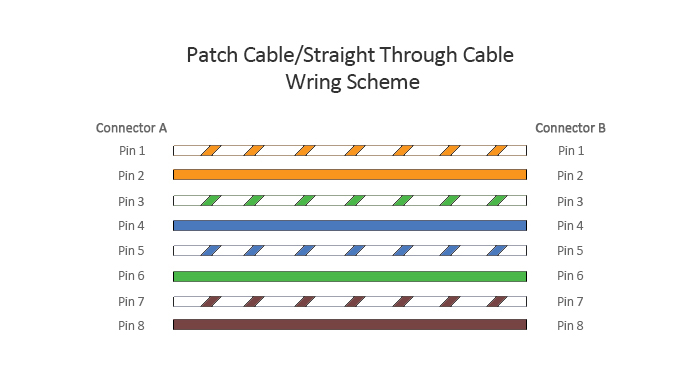 Patch Cable/Straight Through Cable
Wring Scheme
Connector A Connector B
Pin 1 Pin 1
Pin 2 Pin 2
Pin 3 Pin 3
Pin 4 Pin 4
Pin 5 Pin 5
Pin 6 Pin 6
Pin 7 Pin 7
Pin 8 Pin 8